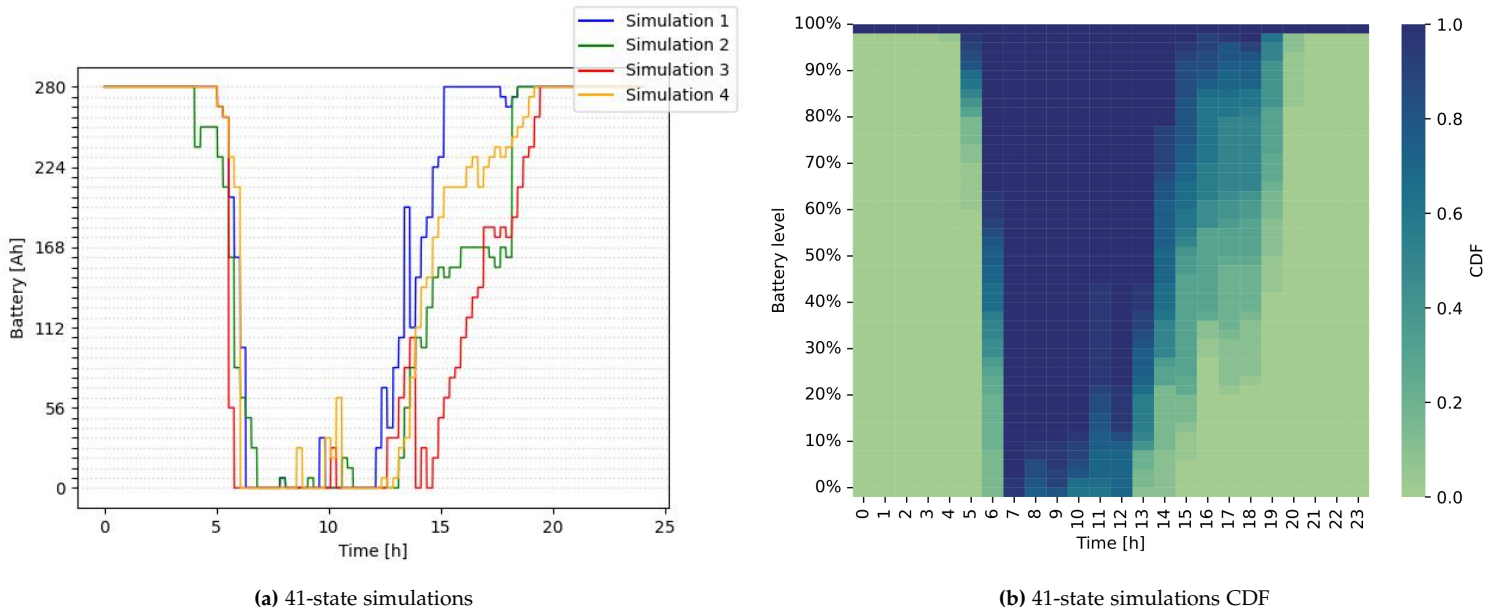 Simulation 1
Simulation 2
Simulation 3
Simulation 4
280
224
168
112
56
0
Battery [Ah]
0 5 10 15 20 25
Time [h]
(a) 41-state simulations
100%
90%
80%
70%
60%
50%
40%
30%
20%
10%
0%
Battery level
0 1 2 3 4 5 6 7 8 9 10 11 12 13 14 15 16 17 18 19 20 21 22 23
Time [h]
1.0
0.8
0.6
0.4
0.2
0.0
CDF
(b) 41-state simulations CDF